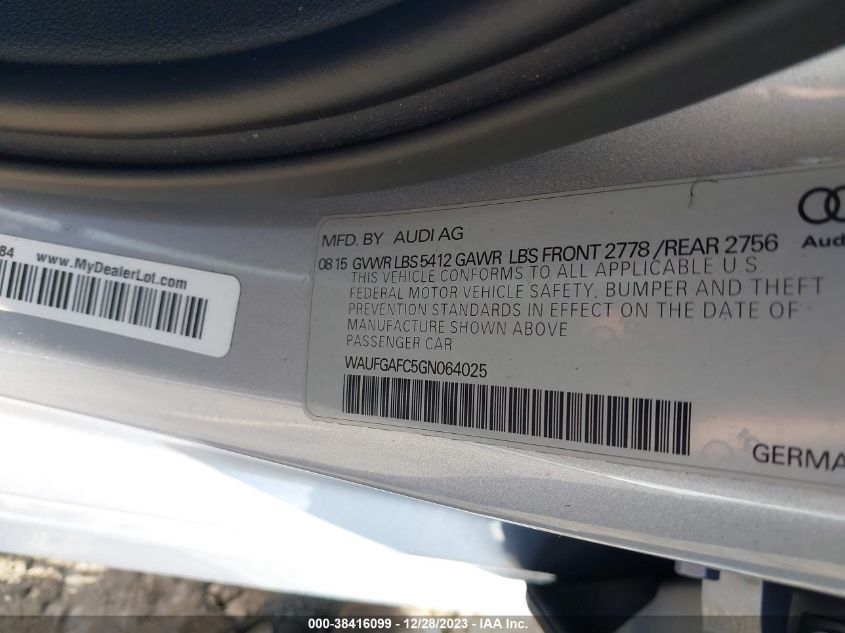 84
www.MyDealerLot.com
MFD. BY AUDI AG
08 15 GVWR LBS 5412 GAWR LBS FRONT 2778 / REAR 2756
THIS VEHICLE CONFORMS TO ALL APPLICABLE U.S.
FEDERAL MOTOR VEHICLE SAFETY, BUMPER AND THEFT
PREVENTION STANDARDS IN EFFECT ON THE DATE OF
MANUFACTURE SHOWN ABOVE
PASSENGER CAR
WAUFGAFC5GN064025
Aud
GERMA
000-38416099 - 12/28/2023 - IAA Inc.